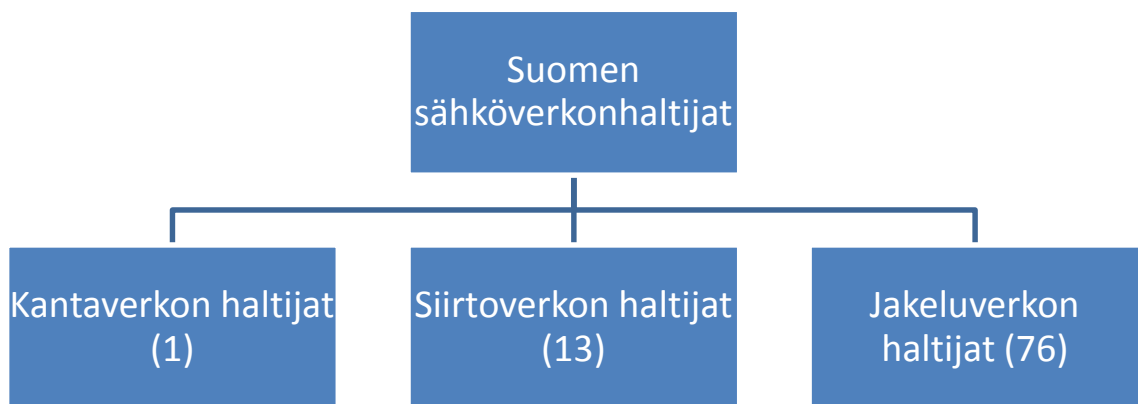 Suomen
sähköverkonhaltijat
Kantaverkon haltijat
(1)
Siirtoverkon haltijat
(13)
Jakeluverkon
haltijat (76)